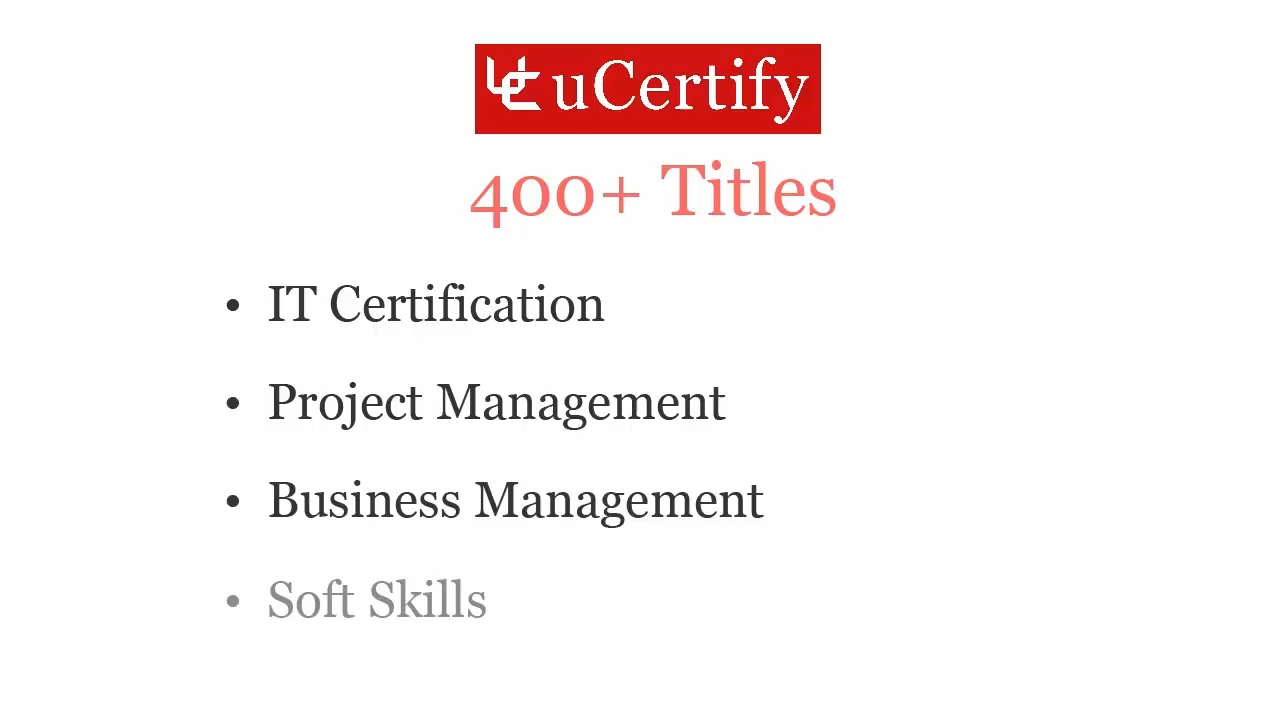 uCertify
400+ Titles
• IT Certification
• Project Management
• Business Management
• Soft Skills